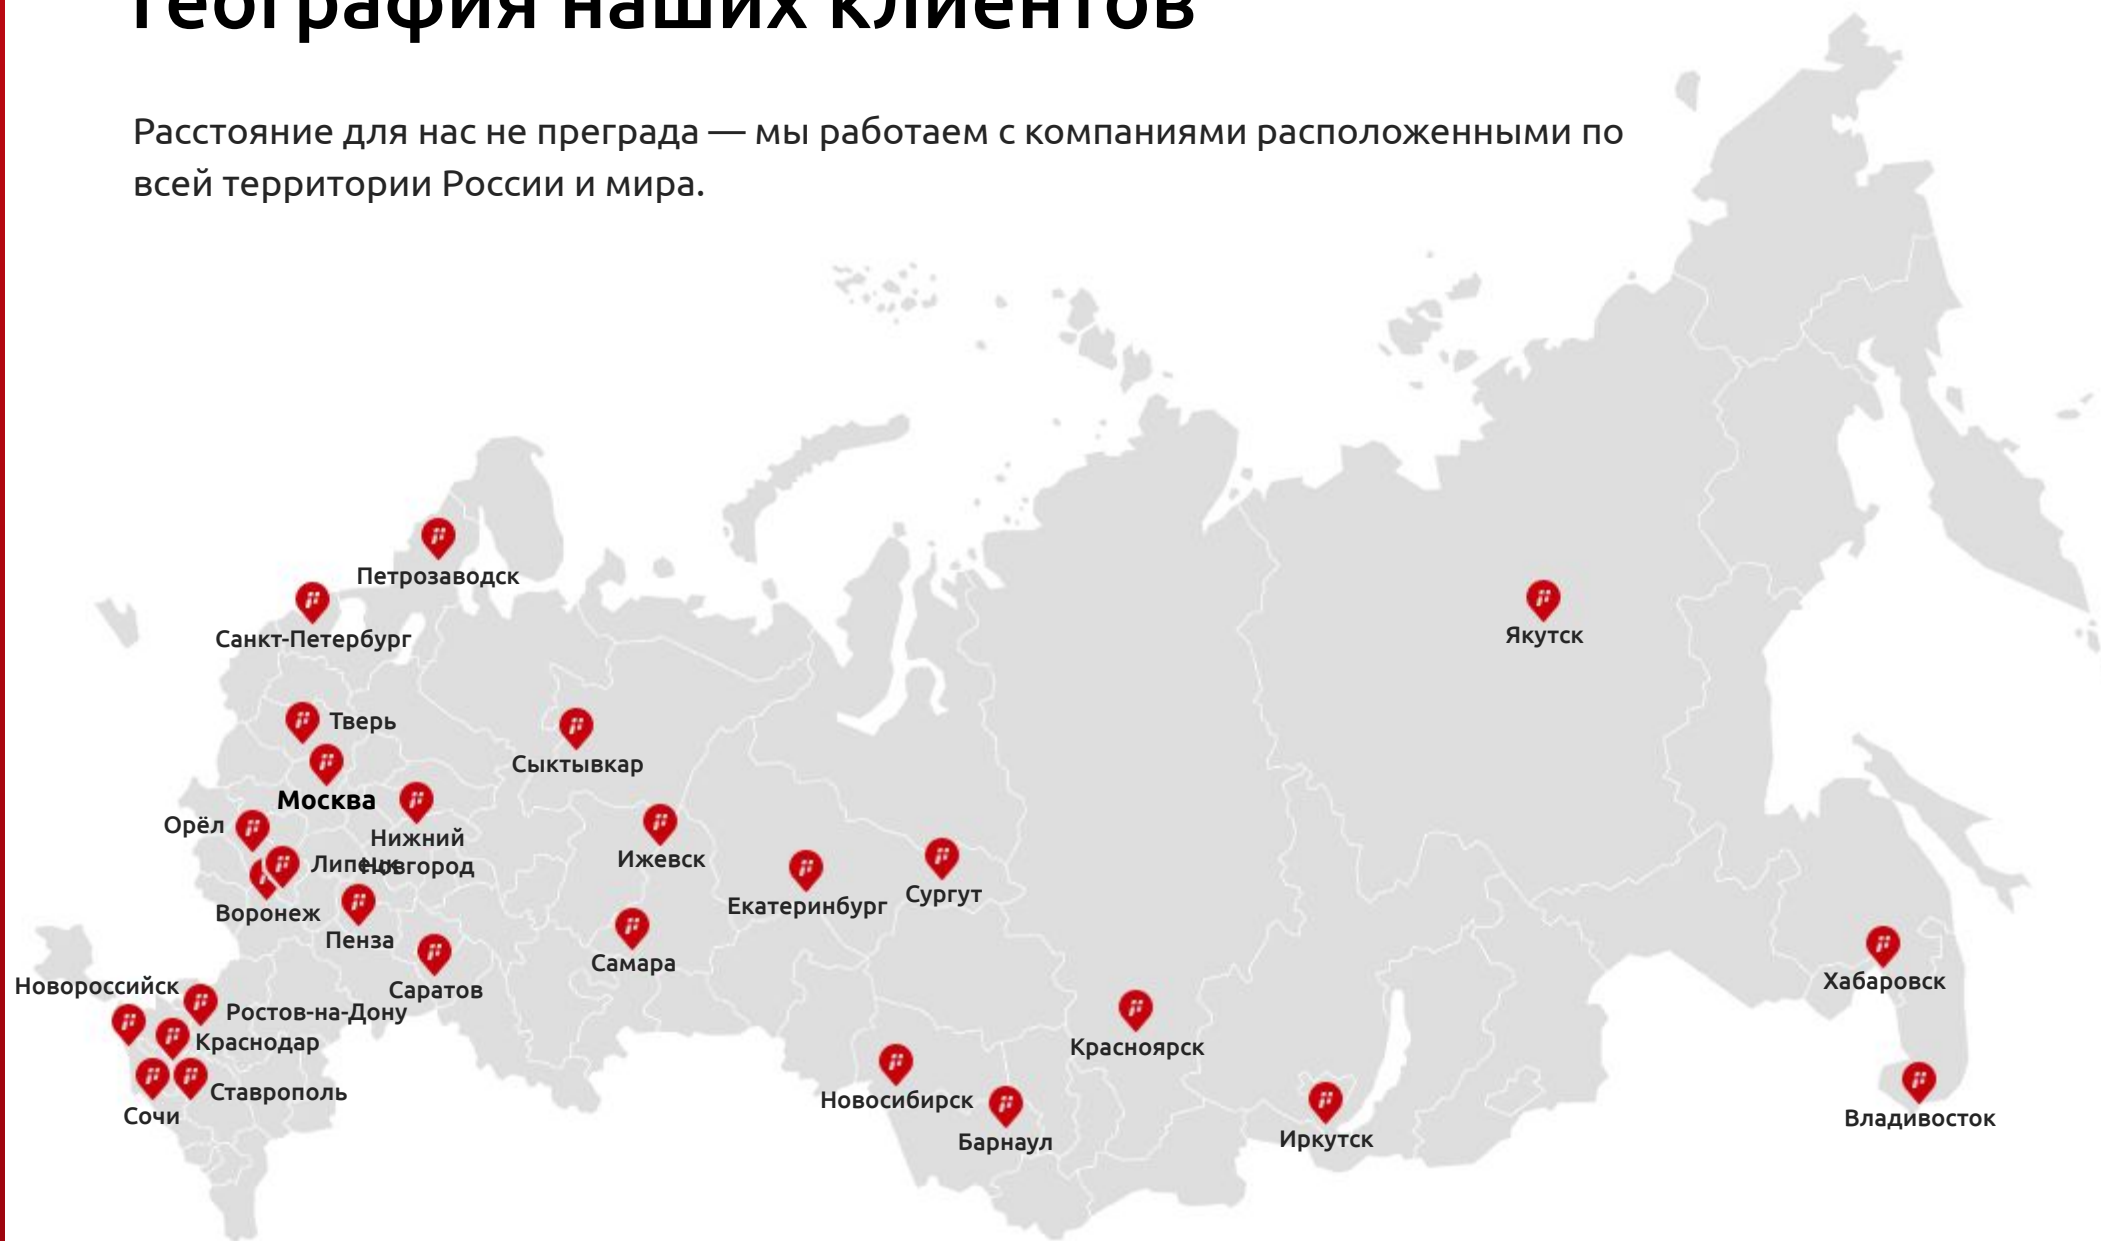 География наших клиентов
Расстояние для нас не преграда — мы работаем с компаниями расположенными по
всей территории России и мира.
Петрозаводск
Санкт-Петербург
Якутск
Тверь
Сыктывкар
Москва
Орёл
Нижний
Новгород
Липецк
Ижевск
Екатеринбург
Сургут
Воронеж
Пенза
Самара
Саратов
Хабаровск
Новороссийск
Ростов-на-Дону
Краснодар
Красноярск
Ставрополь
Сочи
Новосибирск
Барнаул
Иркутск
Владивосток